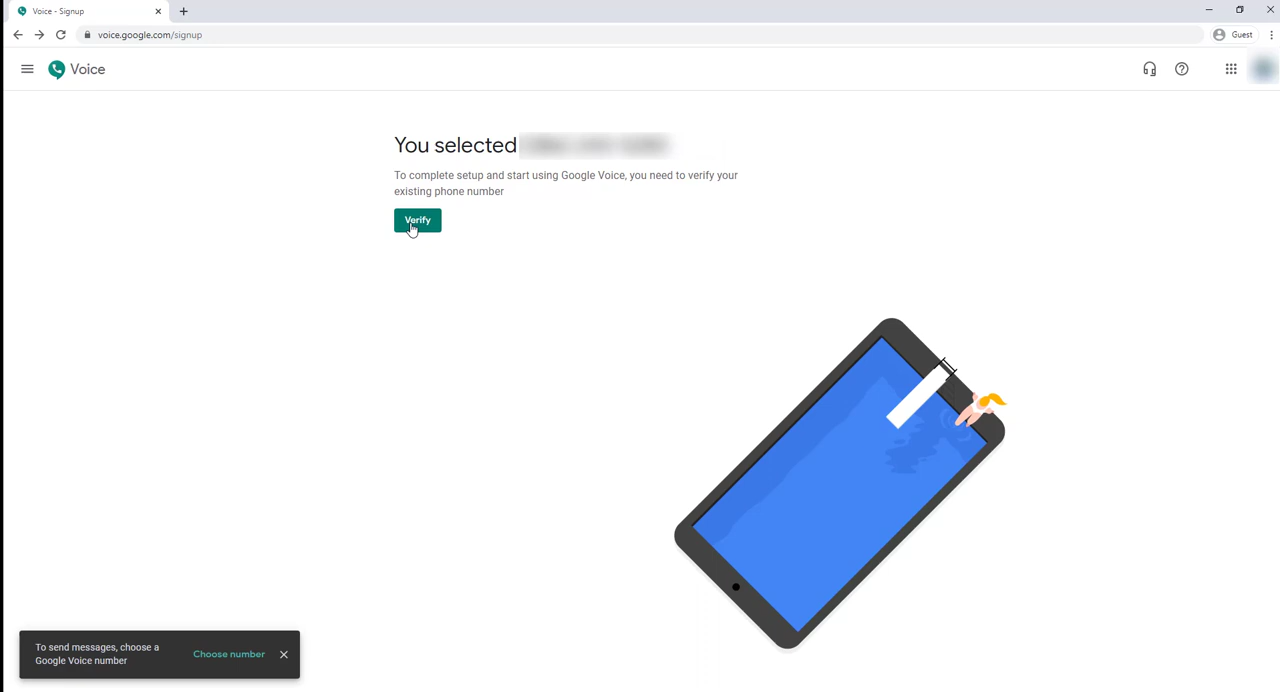 Voice - Signup
voice.google.com/signup
Guest
Voice
You selected
To complete setup and start using Google Voice, you need to verify your
existing phone number
Verify
To send messages, choose a
Google Voice number
Choose number